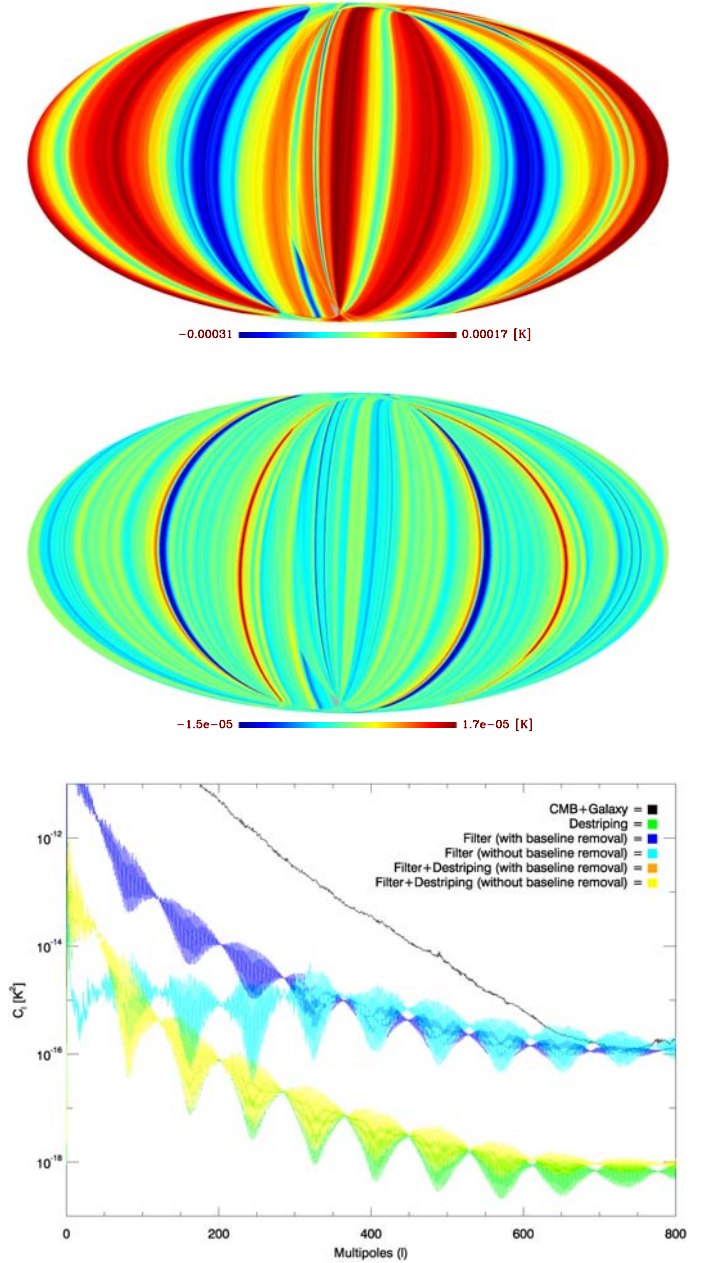 −0.00031 0.00017 [K]
−1.5e−05 1.7e−05 [K]
CMB+Galaxy =
Destriping =
Filter (with baseline removal) =
Filter (without baseline removal) =
Filter+Destriping (with baseline removal) =
Filter+Destriping (without baseline removal) =
10⁻¹²
10⁻¹⁴
10⁻¹⁶
10⁻¹⁸
Cₗ [K²]
0 200 400 600 800
Multipoles (l)